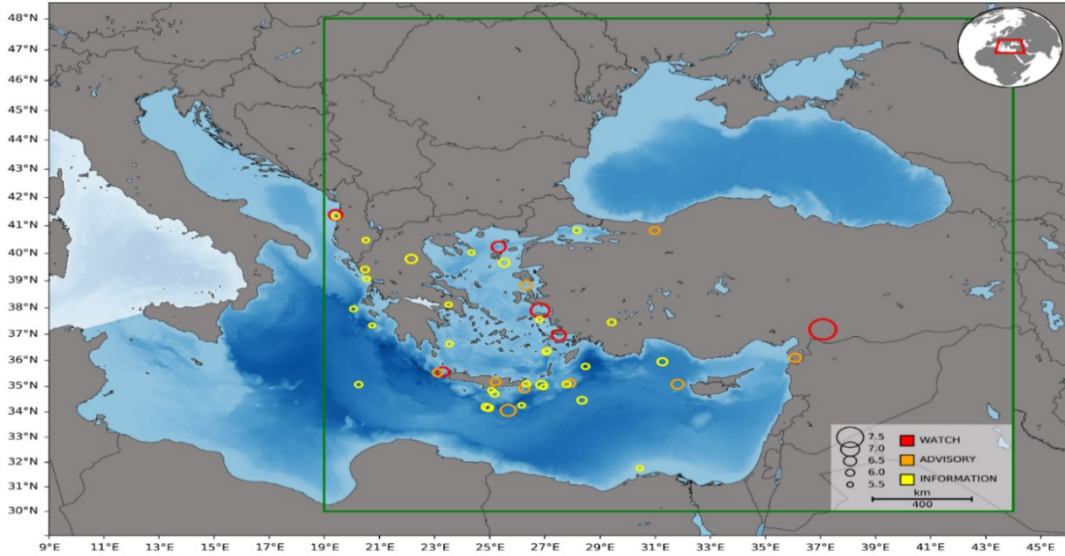 48°N
47°N
46°N
45°N
44°N
43°N
42°N
41°N
40°N
39°N
38°N
37°N
36°N
35°N
34°N
33°N
32°N
31°N
30°N
7.5
7.0
6.5
6.0
5.5
WATCH
ADVISORY
INFORMATION
km
400
9°E 11°E 13°E 15°E 17°E 19°E 21°E 23°E 25°E 27°E 29°E 31°E 33°E 35°E 37°E 39°E 41°E 43°E 45°E